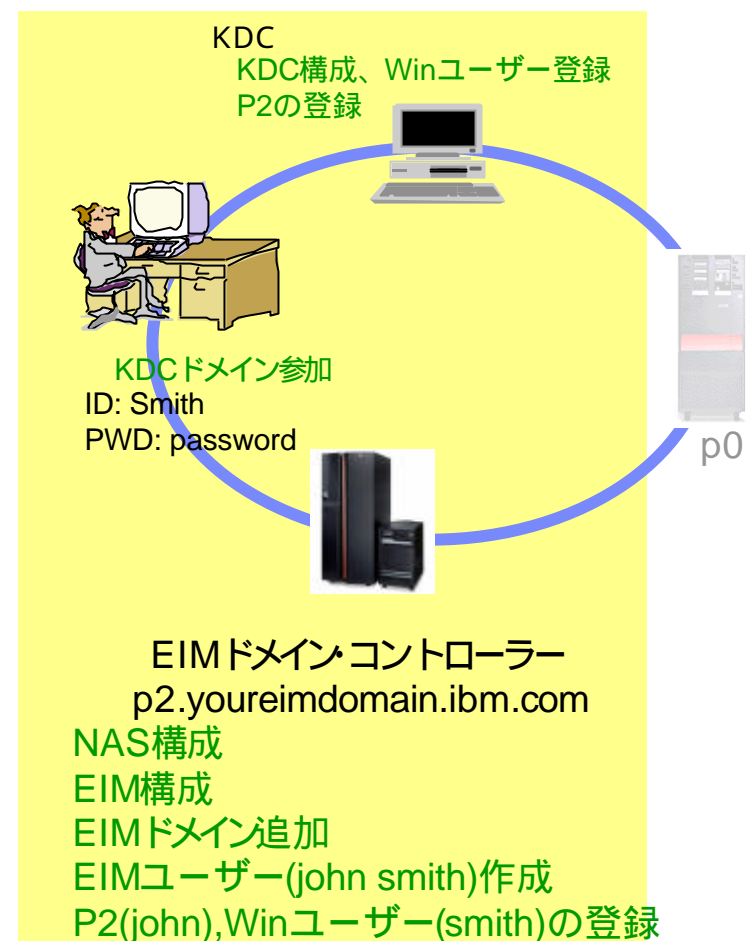 KDC
KDC構成、Winユーザー登録
P2の登録
KDCドメイン参加
ID: Smith
PWD: password
p0
EIMドメイン・コントローラー
p2.youreimdomain.ibm.com
NAS構成
EIM構成
EIMドメイン追加
EIMユーザー(john smith)作成
P2(john),Winユーザー(smith)の登録